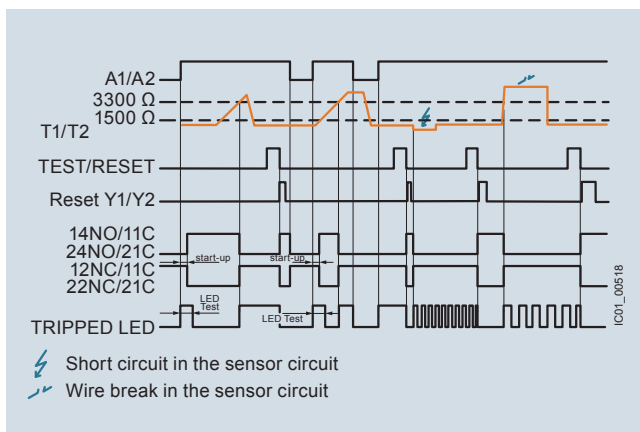 A1/A2
3300 Ω
1500 Ω
T1/T2
TEST/RESET
Reset Y1/Y2
14NO/11C
24NO/21C
start-up
start-up
12NC/11C
22NC/21C
LED
Test
LED Test
TRIPPED LED
IC01_00518
Short circuit in the sensor circuit
Wire break in the sensor circuit